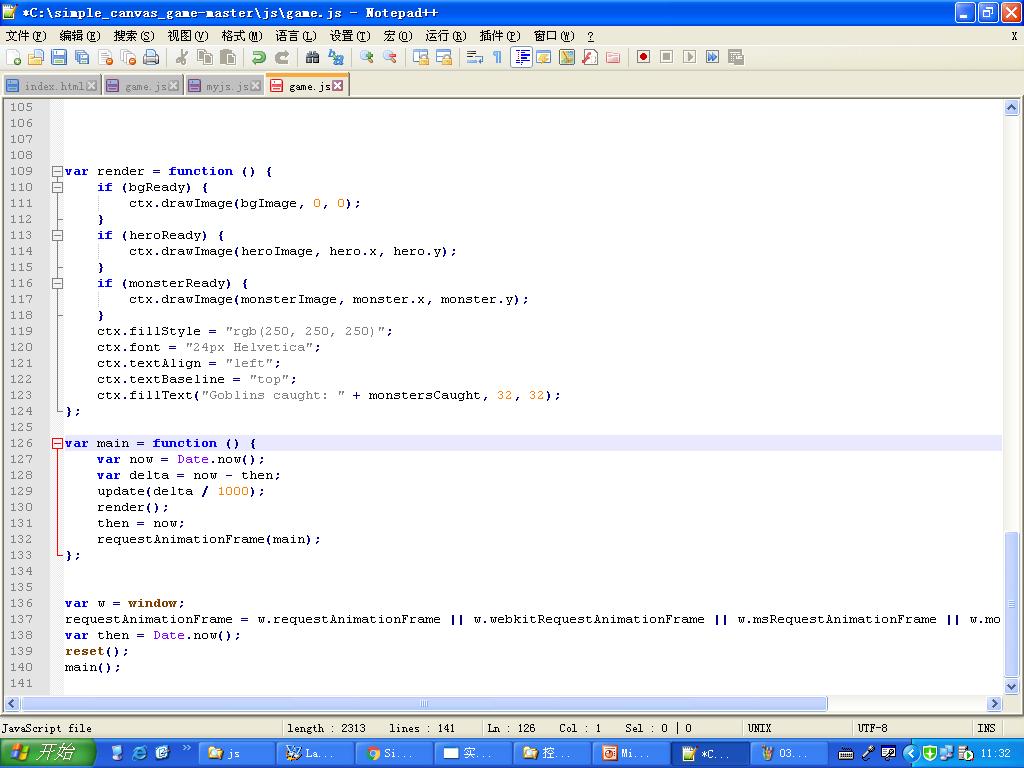 *C:\simple_canvas_game-master\js\game.js - Notepad++
文件(F) 编辑(E) 搜索(S) 视图(V) 格式(M) 语言(L) 设置(T) 宏(O) 运行(R) 插件(P) 窗口(W) ? X
index.html game.js myjs.js game.js
105
106
107
108
109 var render = function () {
110 if (bgReady) {
111 ctx.drawImage(bgImage, 0, 0);
112 }
113 if (heroReady) {
114 ctx.drawImage(heroImage, hero.x, hero.y);
115 }
116 if (monsterReady) {
117 ctx.drawImage(monsterImage, monster.x, monster.y);
118 }
119 ctx.fillStyle = "rgb(250, 250, 250)";
120 ctx.font = "24px Helvetica";
121 ctx.textAlign = "left";
122 ctx.textBaseline = "top";
123 ctx.fillText("Goblins caught: " + monstersCaught, 32, 32);
124 };
125
126 var main = function () {
127 var now = Date.now();
128 var delta = now - then;
129 update(delta / 1000);
130 render();
131 then = now;
132 requestAnimationFrame(main);
133 };
134
135
136 var w = window;
137 requestAnimationFrame = w.requestAnimationFrame || w.webkitRequestAnimationFrame || w.msRequestAnimationFrame || w.mo
138 var then = Date.now();
139 reset();
140 main();
141
JavaScript file length : 2313 lines : 141 Ln : 126 Col : 1 Sel : 0 | 0 UNIX UTF-8 INS
开始 » js La... Si... 实... 控... Mi... *C... 03... 11:32